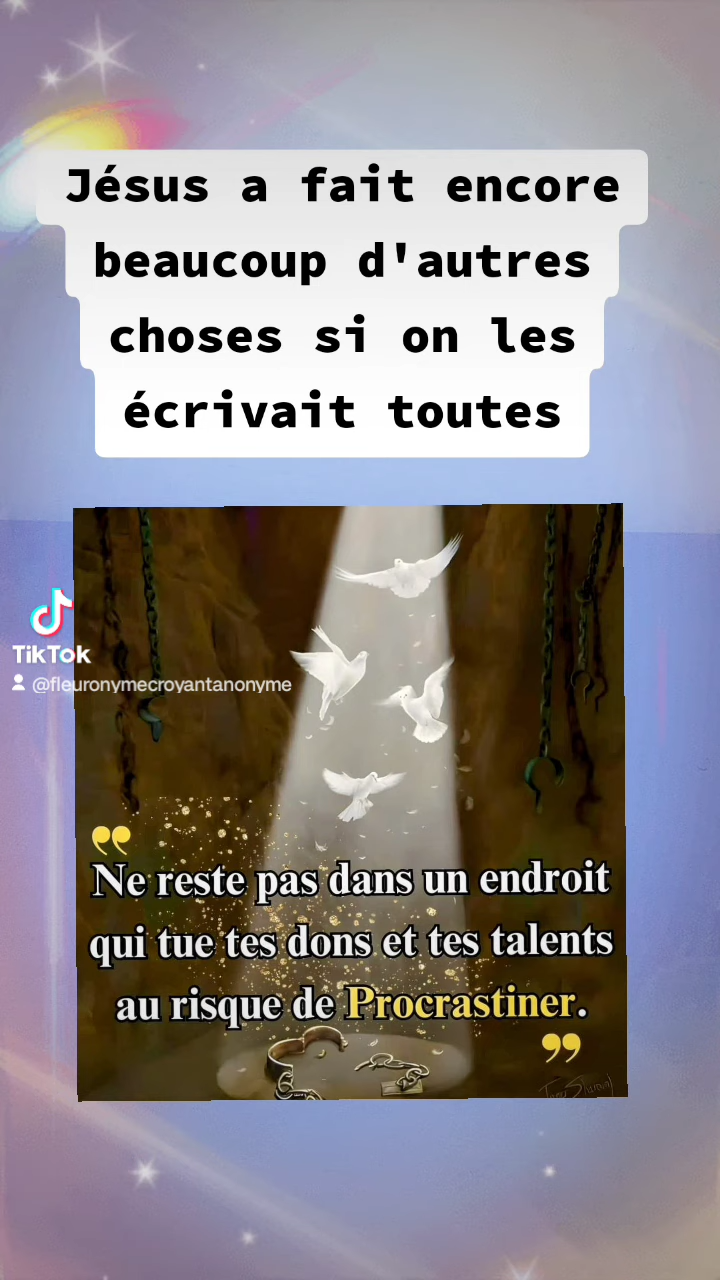 Jésus a fait encore
beaucoup d'autres
choses si on les
écrivait toutes
TikTok
@fleuronymecroyantanonyme
❝
Ne reste pas dans un endroit
qui tue tes dons et tes talents
au risque de Procrastiner.
❞